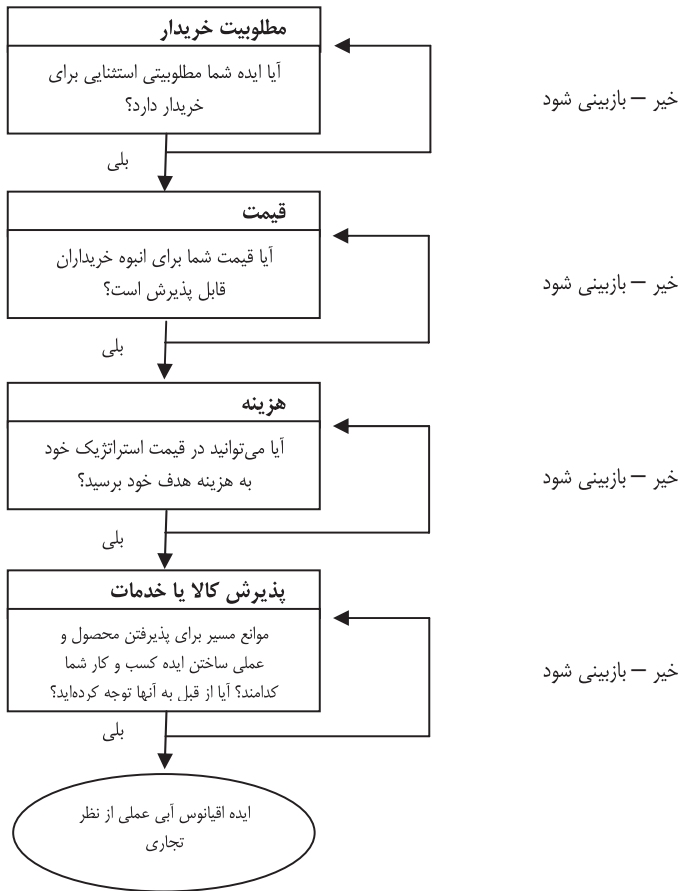 مطلوبیت خریدار
آیا ایده شما مطلوبیتی استثنایی برای
خریدار دارد؟
خیر – بازبینی شود
بلی
قیمت
آیا قیمت شما برای انبوه خریداران
قابل پذیرش است؟
خیر – بازبینی شود
بلی
هزینه
آیا می‌توانید در قیمت استراتژیک خود
به هزینه هدف خود برسید؟
خیر – بازبینی شود
بلی
پذیرش کالا یا خدمات
موانع مسیر برای پذیرفتن محصول و
عملی ساختن ایده کسب و کار شما
کدامند؟ آیا از قبل به آنها توجه کرده‌اید؟
خیر – بازبینی شود
بلی
ایده اقیانوس آبی عملی از نظر
تجاری